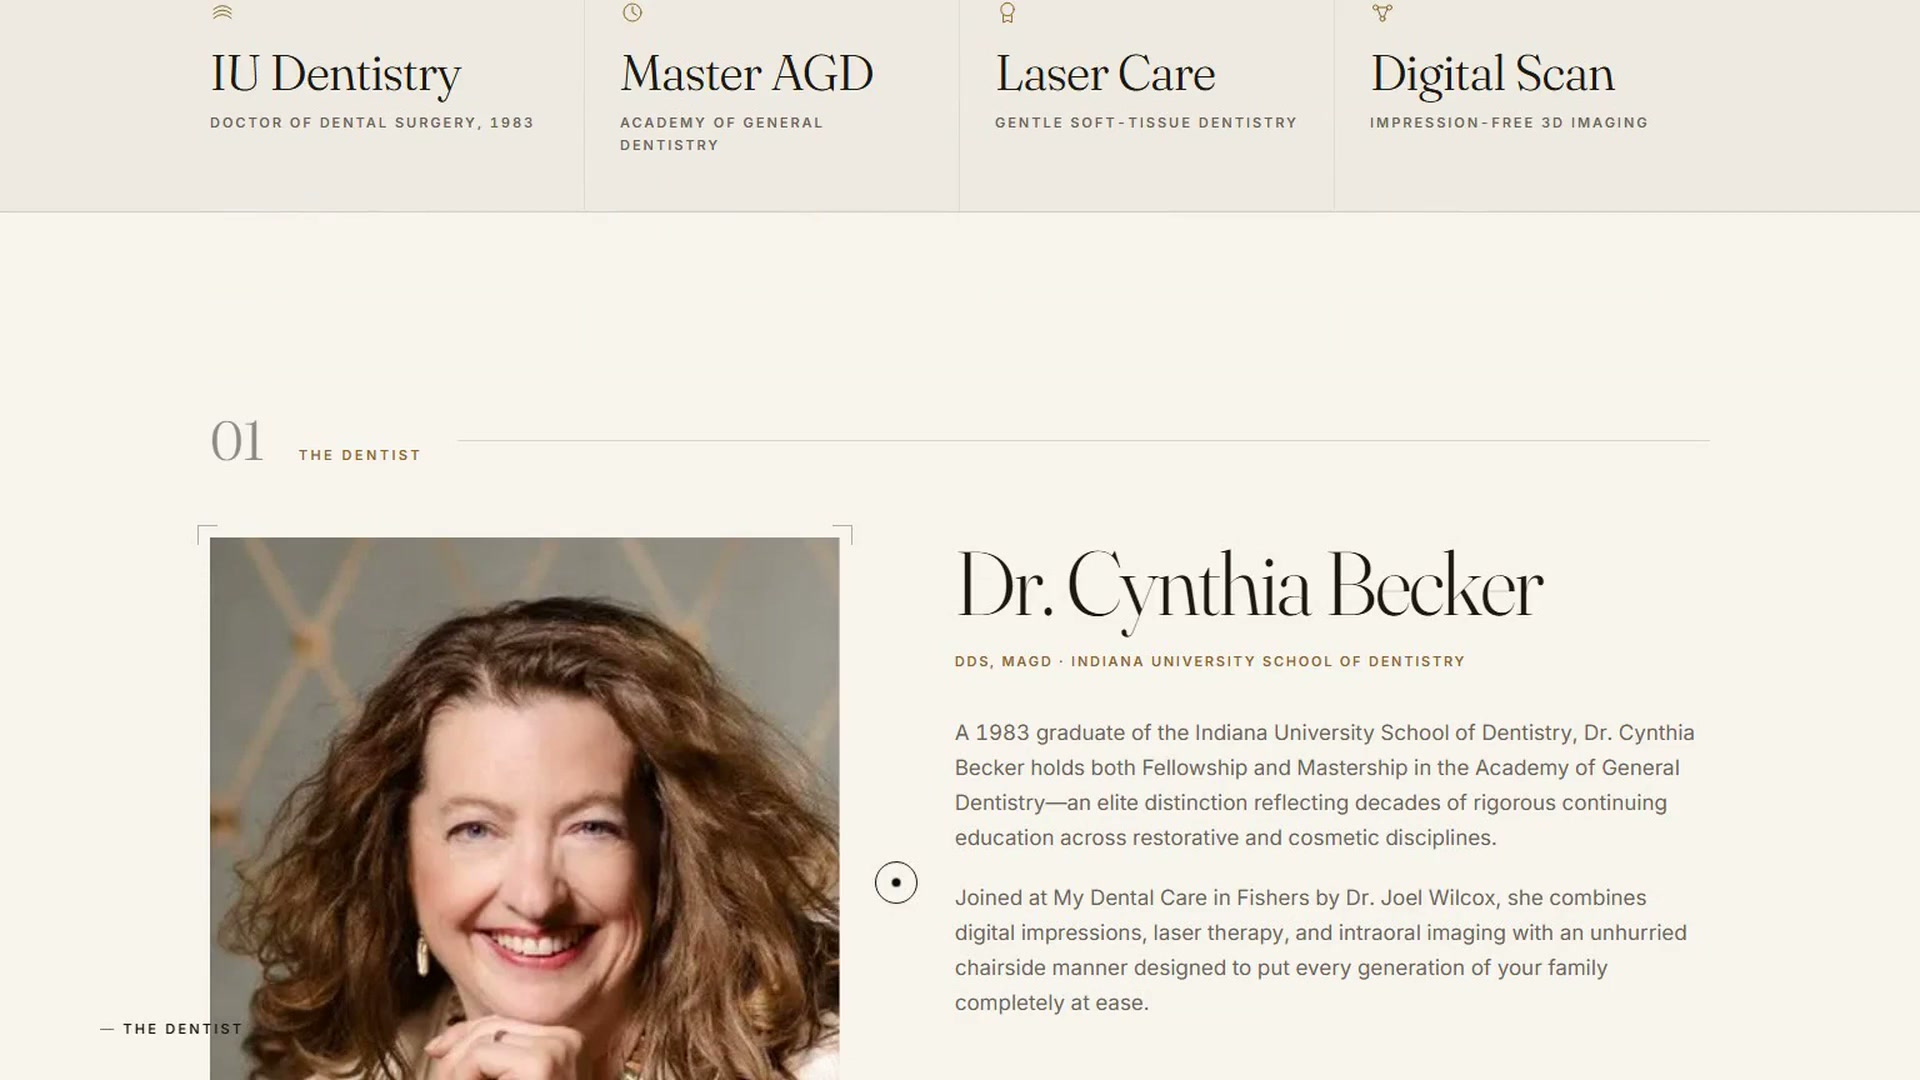 IU Dentistry
DOCTOR OF DENTAL SURGERY, 1983
Master AGD
ACADEMY OF GENERAL
DENTISTRY
Laser Care
GENTLE SOFT-TISSUE DENTISTRY
Digital Scan
IMPRESSION-FREE 3D IMAGING
01
THE DENTIST
Dr. Cynthia Becker
DDS, MAGD · INDIANA UNIVERSITY SCHOOL OF DENTISTRY
A 1983 graduate of the Indiana University School of Dentistry, Dr. Cynthia
Becker holds both Fellowship and Mastership in the Academy of General
Dentistry—an elite distinction reflecting decades of rigorous continuing
education across restorative and cosmetic disciplines.
Joined at My Dental Care in Fishers by Dr. Joel Wilcox, she combines
digital impressions, laser therapy, and intraoral imaging with an unhurried
chairside manner designed to put every generation of your family
completely at ease.
— THE DENTIST